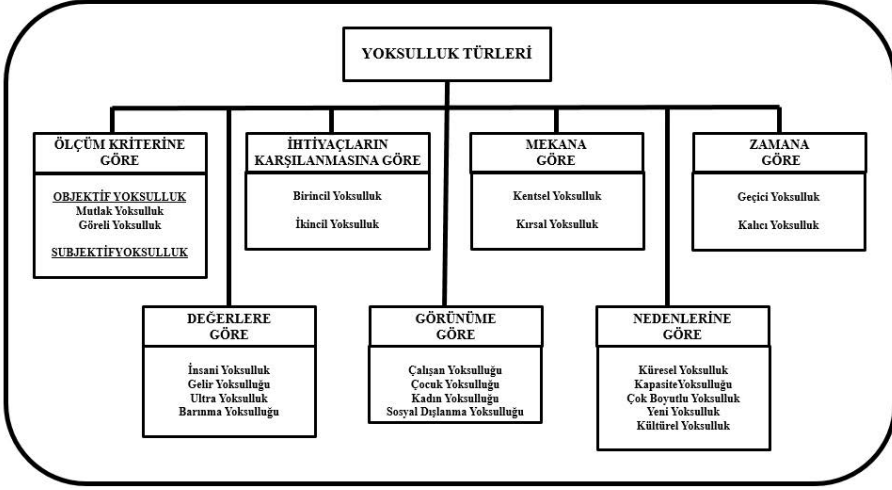 YOKSULLUK TÜRLERİ
ÖLÇÜM KRİTERİNE
GÖRE
OBJEKTİF YOKSULLUK
Mutlak Yoksulluk
Göreli Yoksulluk
SUBJEKTİFYOKSULLUK
İHTİYAÇLARIN
KARŞILANMASINA GÖRE
Birincil Yoksulluk
İkincil Yoksulluk
MEKANA
GÖRE
Kentsel Yoksulluk
Kırsal Yoksulluk
ZAMANA
GÖRE
Geçici Yoksulluk
Kalıcı Yoksulluk
DEĞERLERE
GÖRE
İnsani Yoksulluk
Gelir Yoksulluğu
Ultra Yoksulluk
Barınma Yoksulluğu
GÖRÜNÜME
GÖRE
Çalışan Yoksulluğu
Çocuk Yoksulluğu
Kadın Yoksulluğu
Sosyal Dışlanma Yoksulluğu
NEDENLERİNE
GÖRE
Küresel Yoksulluk
KapasiteYoksulluğu
Çok Boyutlu Yoksulluk
Yeni Yoksulluk
Kültürel Yoksulluk